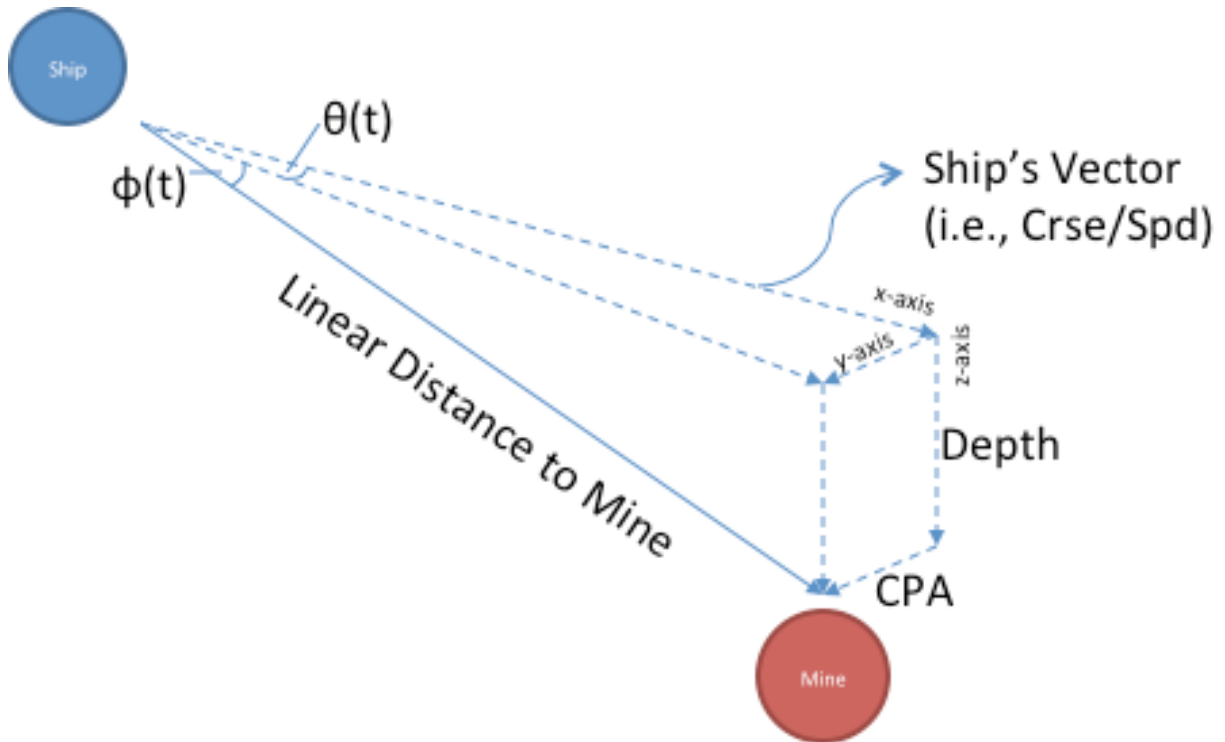 Ship
θ(t)
ϕ(t)
Ship's Vector
(i.e., Crse/Spd)
x-axis
y-axis
z-axis
Linear Distance to Mine
Depth
CPA
Mine